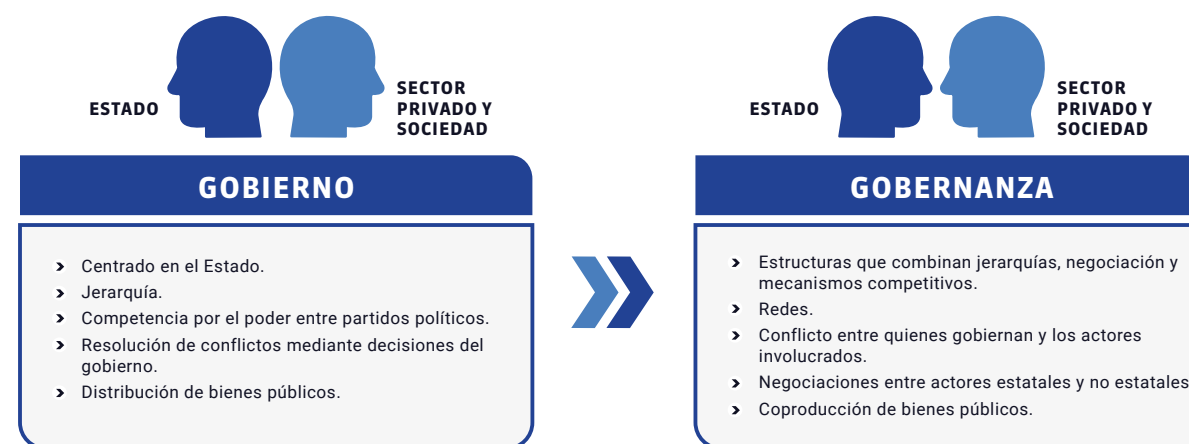 ESTADO
SECTOR
PRIVADO Y
SOCIEDAD
GOBIERNO
Centrado en el Estado.
Jerarquía.
Competencia por el poder entre partidos políticos.
Resolución de conflictos mediante decisiones del
gobierno.
Distribución de bienes públicos.
ESTADO
SECTOR
PRIVADO Y
SOCIEDAD
GOBERNANZA
Estructuras que combinan jerarquías, negociación y
mecanismos competitivos.
Redes.
Conflicto entre quienes gobiernan y los actores
involucrados.
Negociaciones entre actores estatales y no estatales
Coproducción de bienes públicos.